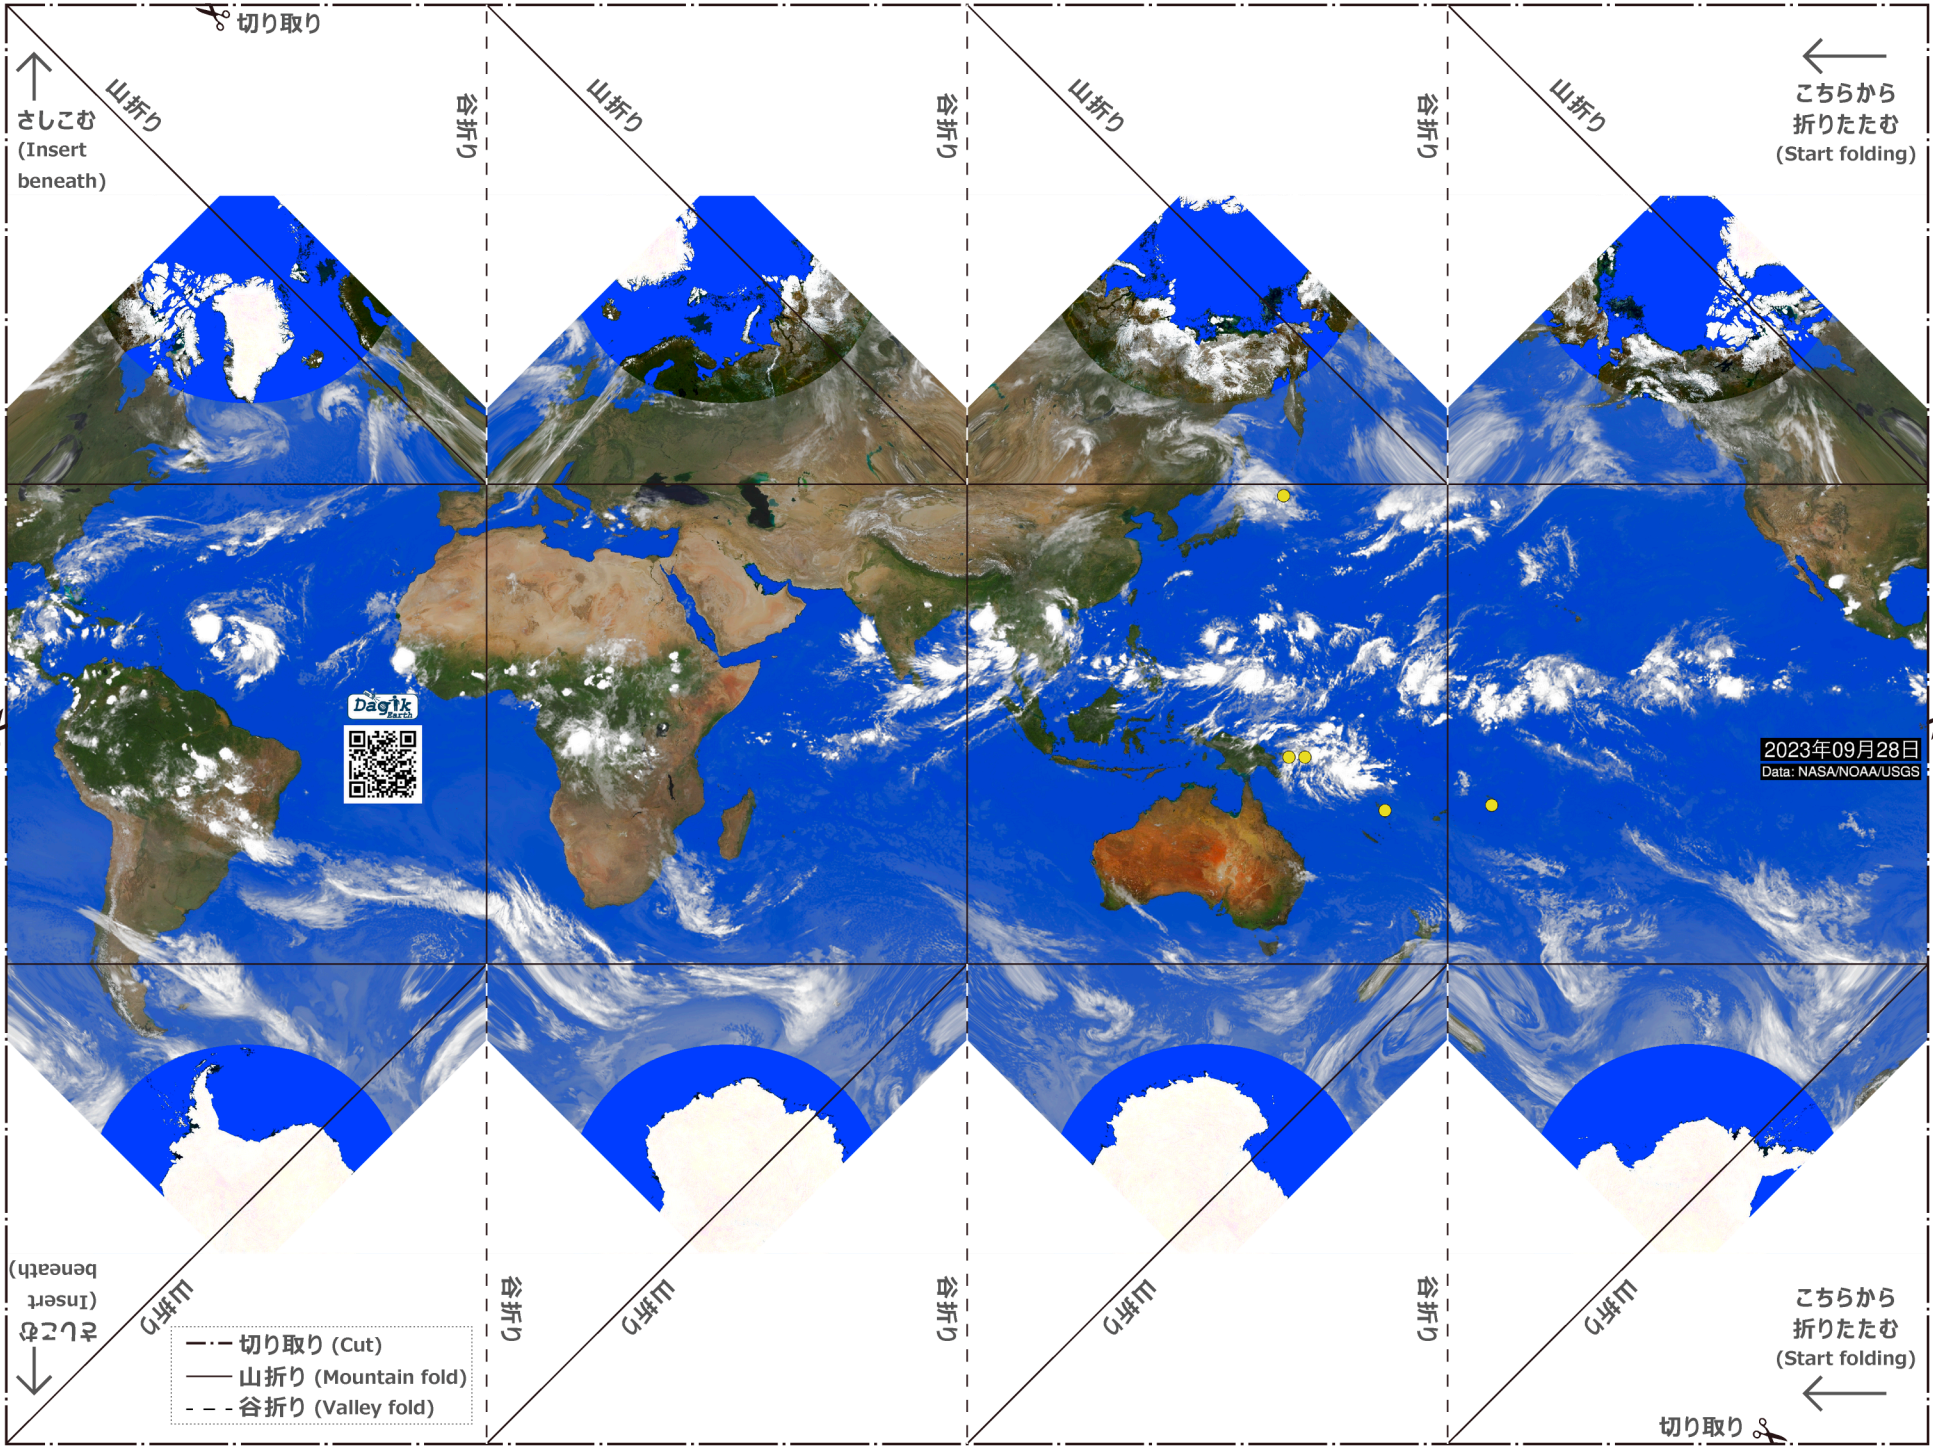 切り取り
山折り
谷折り
山折り
谷折り
山折り
谷折り
山折り
さしこむ
(Insert
beneath)
こちらから
折りたたむ
(Start folding)
Dagik
Earth
2023年09月28日
Data: NASA/NOAA/USGS
さしこむ
(Insert
beneath)
山折り
谷折り
山折り
谷折り
山折り
谷折り
山折り
こちらから
折りたたむ
(Start folding)
切り取り (Cut)
山折り (Mountain fold)
谷折り (Valley fold)
切り取り